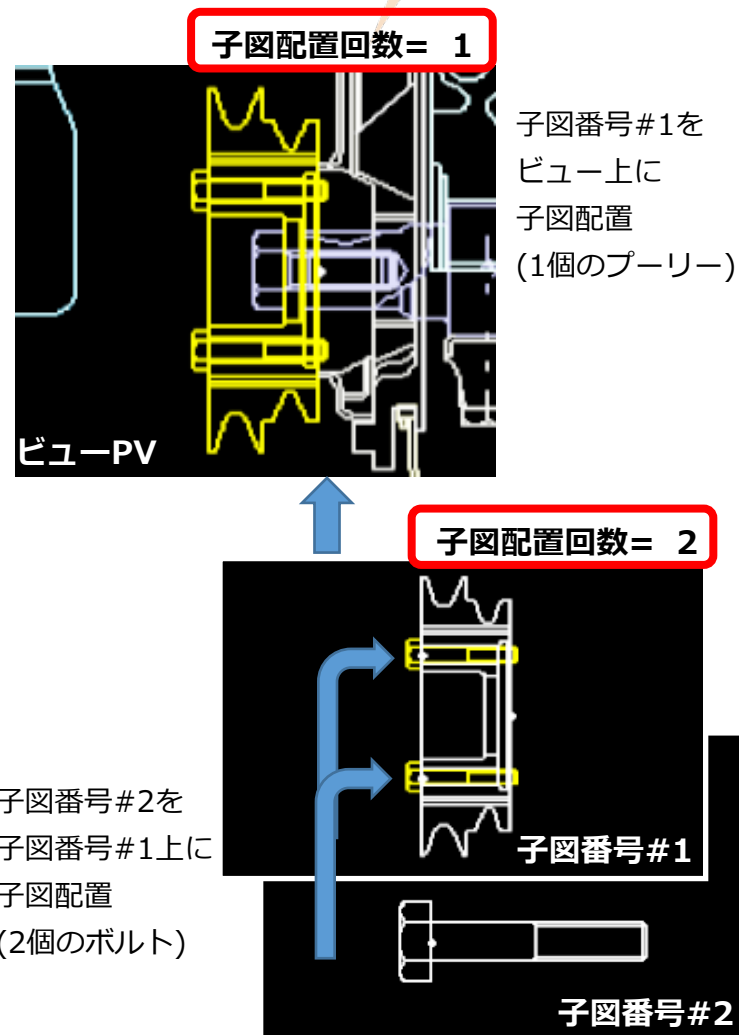 子図配置回数= 1
子図番号#1を
ビュー上に
子図配置
(1個のプーリー)
ビューPV
子図配置回数= 2
子図番号#2を
子図番号#1上に
子図配置
(2個のボルト)
子図番号#1
子図番号#2